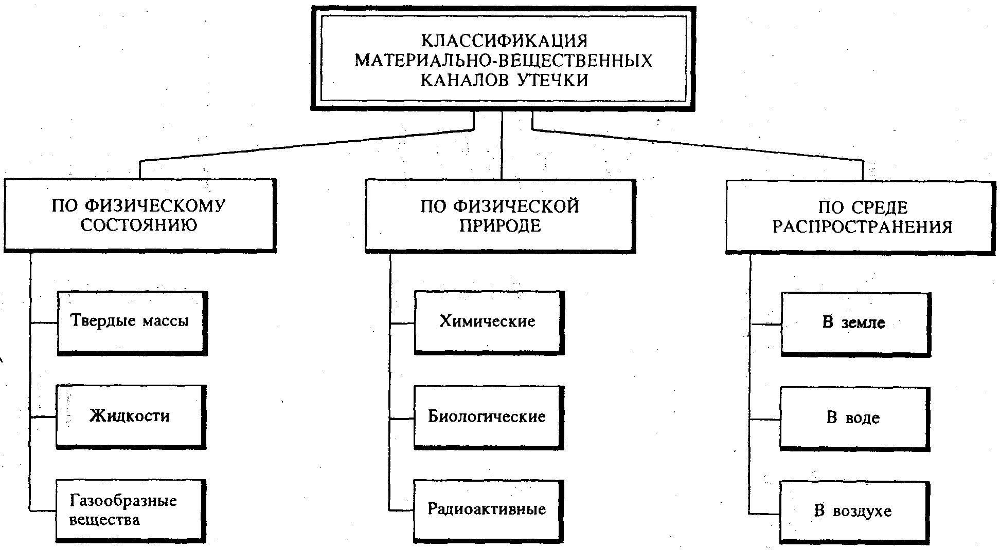 КЛАССИФИКАЦИЯ
МАТЕРИАЛЬНО-ВЕЩЕСТВЕННЫХ
КАНАЛОВ УТЕЧКИ
ПО ФИЗИЧЕСКОМУ
СОСТОЯНИЮ
Твердые массы
Жидкости
Газообразные
вещества
ПО ФИЗИЧЕСКОЙ
ПРИРОДЕ
Химические
Биологические
Радиоактивные
ПО СРЕДЕ
РАСПРОСТРАНЕНИЯ
В земле
В воде
В воздухе